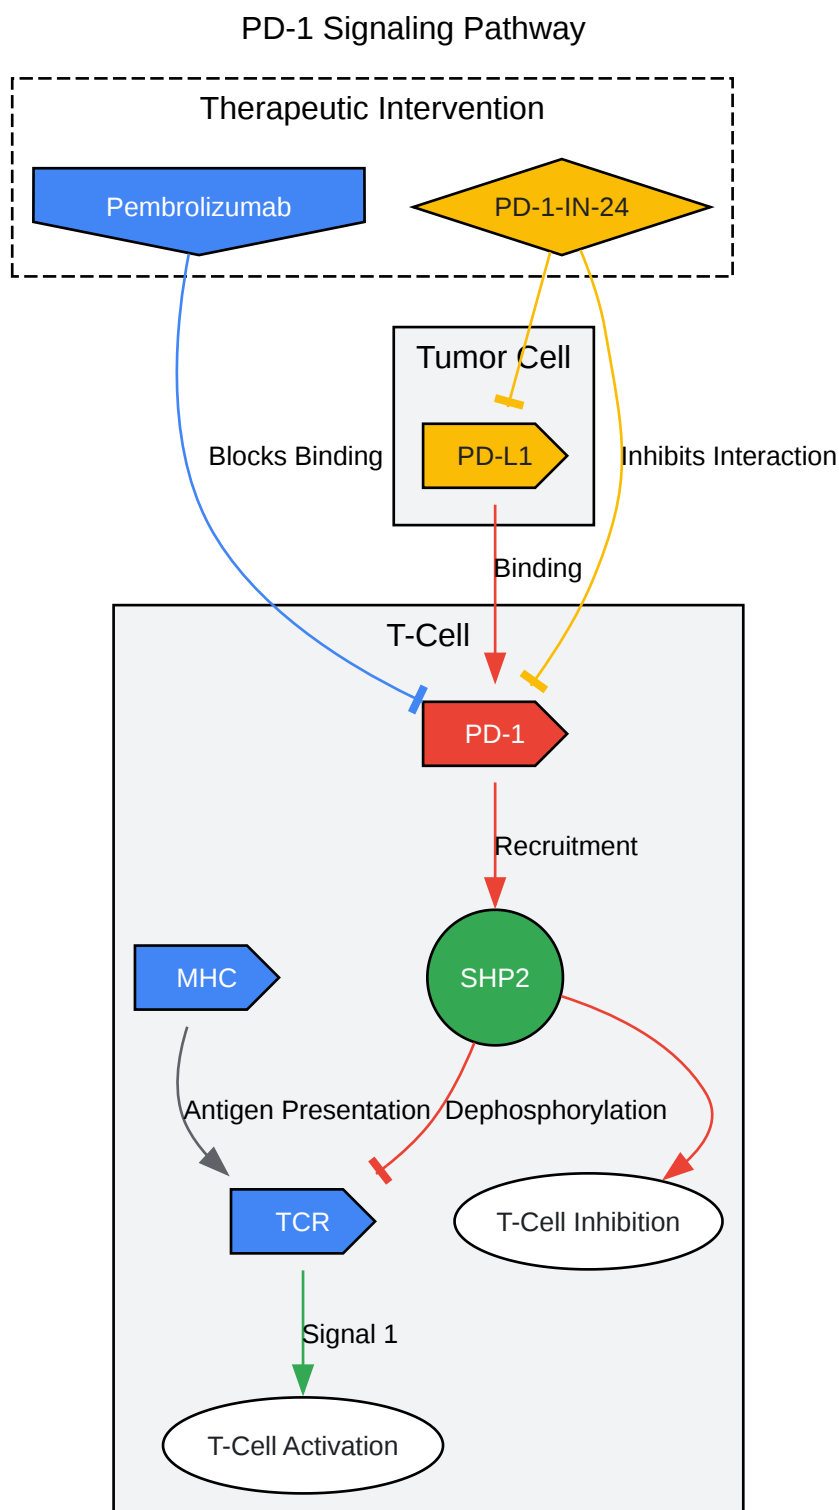 PD-1 Signaling Pathway
Therapeutic Intervention
Pembrolizumab
PD-1-IN-24
Tumor Cell
Blocks Binding
PD-L1
Inhibits Interaction
Binding
T-Cell
PD-1
Recruitment
MHC
SHP2
Antigen Presentation
Dephosphorylation
TCR
T-Cell Inhibition
Signal 1
T-Cell Activation